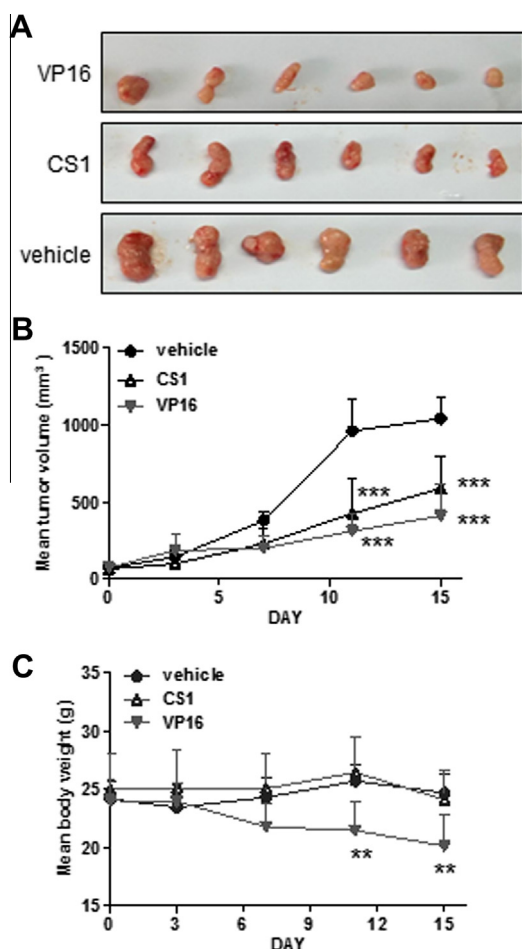 A
VP16
CS1
vehicle
B
1500
1000
500
0
Mean tumor volume (mm³)
vehicle
CS1
VP16
***
***
***
***
0 5 10 15
DAY
C
35
30
25
20
15
Mean body weight (g)
vehicle
CS1
VP16
**
**
0 3 6 9 12 15
DAY